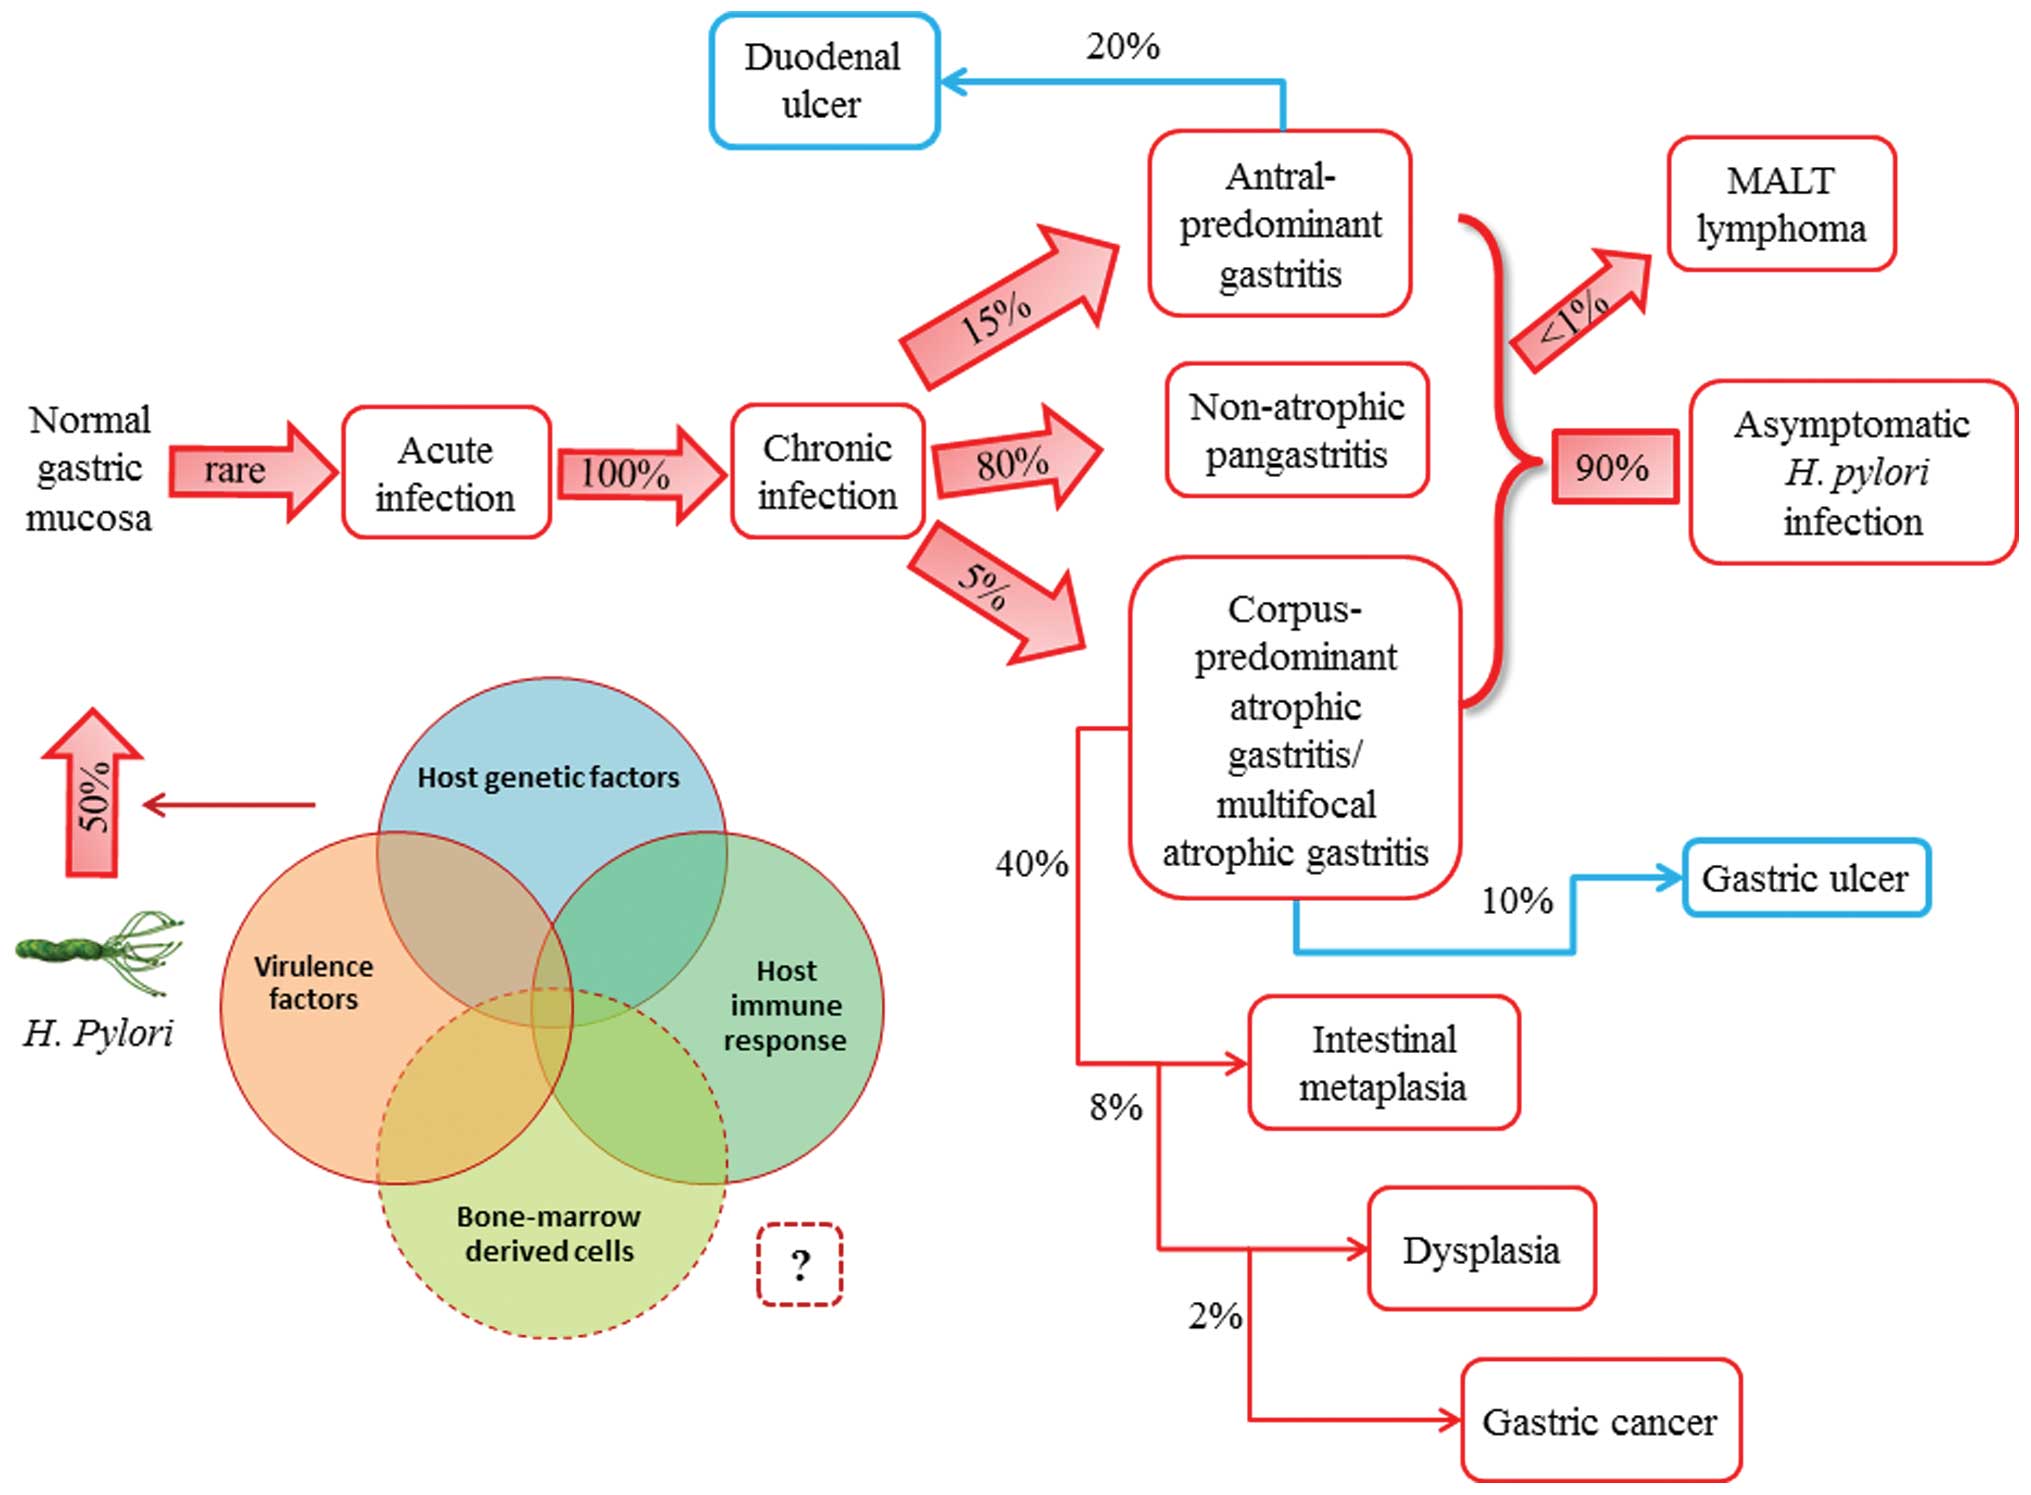 Duodenal
ulcer
20%
Antral-
predominant
gastritis
MALT
lymphoma
15%
<1%
Normal
gastric
mucosa
rare
Acute
infection
100%
Chronic
infection
80%
Non-atrophic
pangastritis
90%
Asymptomatic
H. pylori
infection
5%
Corpus-
predominant
atrophic
gastritis/
multifocal
atrophic gastritis
50%
H. Pylori
Host genetic factors
Virulence
factors
Host
immune
response
Bone-marrow
derived cells
?
40%
10%
Gastric ulcer
Intestinal
metaplasia
8%
Dysplasia
2%
Gastric cancer